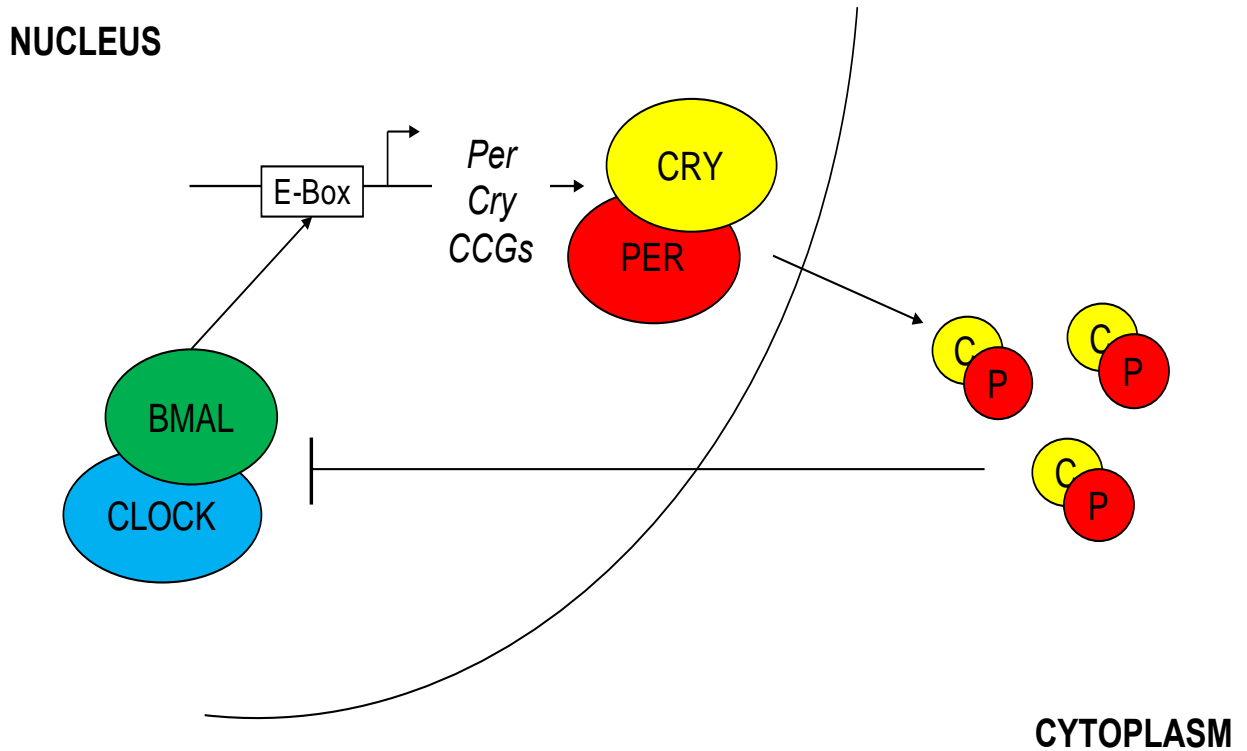 NUCLEUS
E-Box
Per
Cry
CCGs
CRY
PER
BMAL
CLOCK
C
P
C
P
C
P
CYTOPLASM